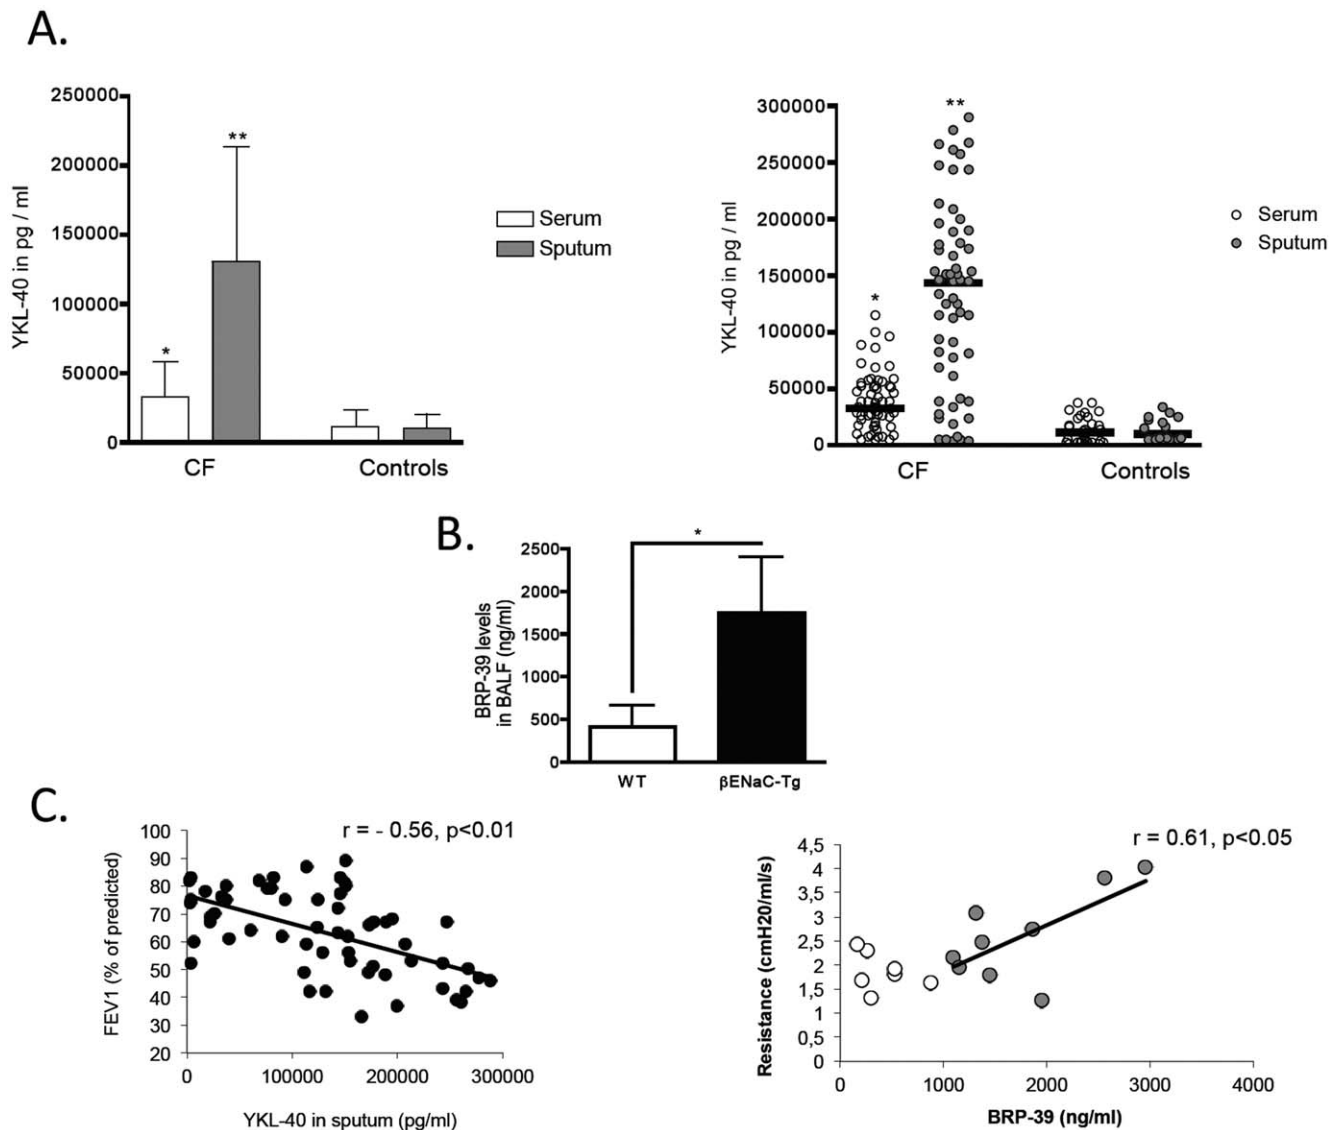 A.
250000
200000
150000
100000
50000
0
YKL-40 in pg / ml
*
**
CF
Controls
Serum
Sputum
300000
250000
200000
150000
100000
50000
0
YKL-40 in pg / ml
*
**
CF
Controls
Serum
Sputum
B.
2500
2000
1500
1000
500
0
BRP-39 levels
in BALF (ng/ml)
*
WT
βENaC-Tg
C.
r = - 0.56, p<0.01
100
90
80
70
60
50
40
30
20
FEV1 (% of predicted)
0
100000
200000
300000
YKL-40 in sputum (pg/ml)
r = 0.61, p<0.05
4,5
4
3,5
3
2,5
2
1,5
1
0,5
0
Resistance (cmH20/ml/s)
0
1000
2000
3000
4000
BRP-39 (ng/ml)